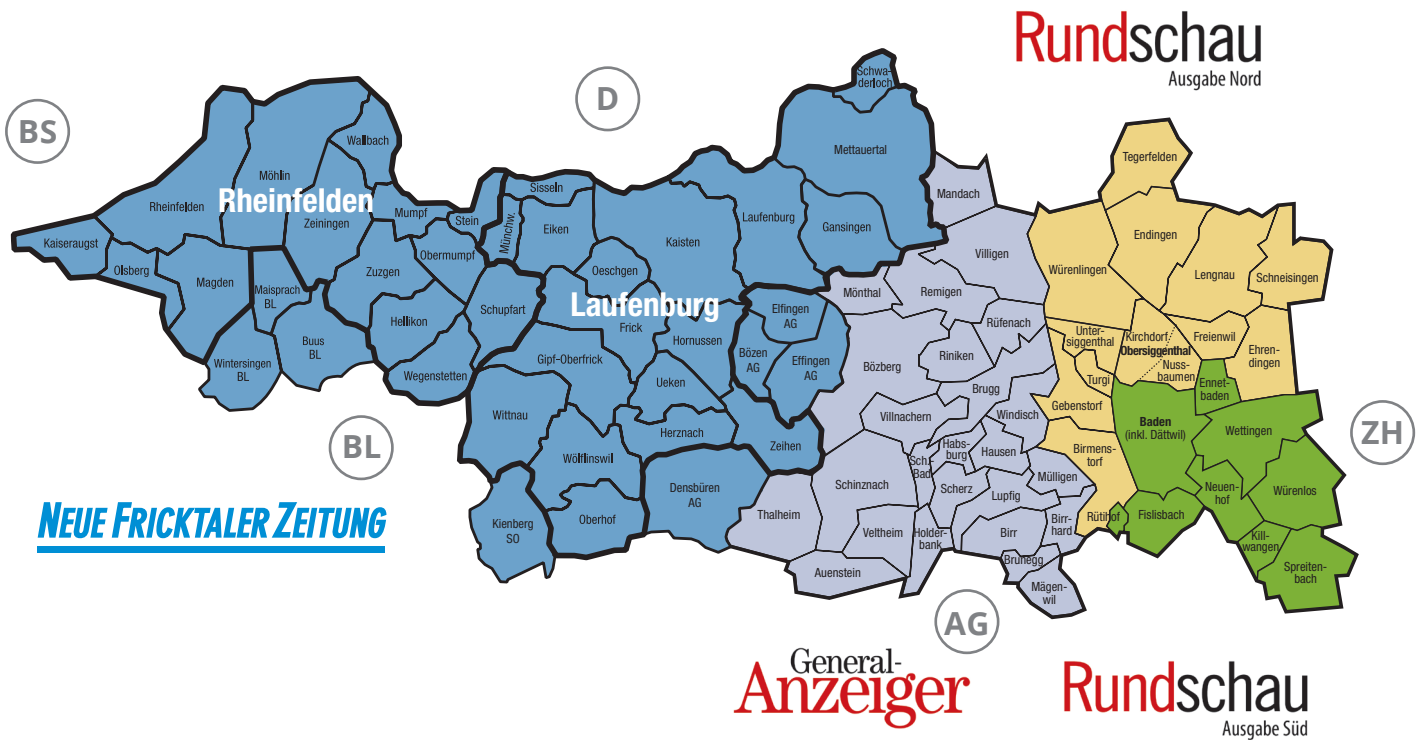 Rundschau
Ausgabe Nord
BS
D
Schwa-
derloch
Wallbach
Mettauertal
Tegerfelden
Möhlin
Rheinfelden
Rheinfelden
Zeiningen
Mumpf
Stein
Sisseln
Münchw.
Eiken
Kaisten
Laufenburg
Gansingen
Mandach
Kaiseraugst
Olsberg
Magden
Maisprach
BL
Zuzgen
Obermumpf
Oeschgen
Villigen
Würenlingen
Endingen
Lengnau
Schneisingen
Buus
BL
Hellikon
Schupfart
Laufenburg
Frick
Hornussen
Elfingen
AG
Mönthal
Remigen
Rüfenach
Wintersingen
BL
Wegenstetten
Gipf-Oberfrick
Ueken
Bözen
AG
Effingen
AG
Bözberg
Riniken
Unter-
siggenthal
Kirchdorf
Obersiggenthal
Nuss-
baumen
Freienwil
Ehren-
dingen
Turgi
Ennet-
baden
Wittnau
Herznach
Zeihen
Villnachern
Brugg
Windisch
Gebenstorf
Baden
(inkl. Dättwil)
Wettingen
BL
ZH
Wölflinswil
Densbüren
AG
Schinznach
Sch.-
Bad
Habs-
burg
Hausen
Mülligen
Birmens-
torf
Neuen-
hof
Würenlos
Scherz
Lupfig
Kienberg
SO
Oberhof
Thalheim
Veltheim
Holder-
bank
Birr
Birr-
hard
Rütihof
Fislisbach
Kill-
wangen
Auenstein
Brunegg
Mägen-
wil
Spreiten-
bach
NEUE FRICKTALER ZEITUNG
AG
General-
Anzeiger
Rundschau
Ausgabe Süd